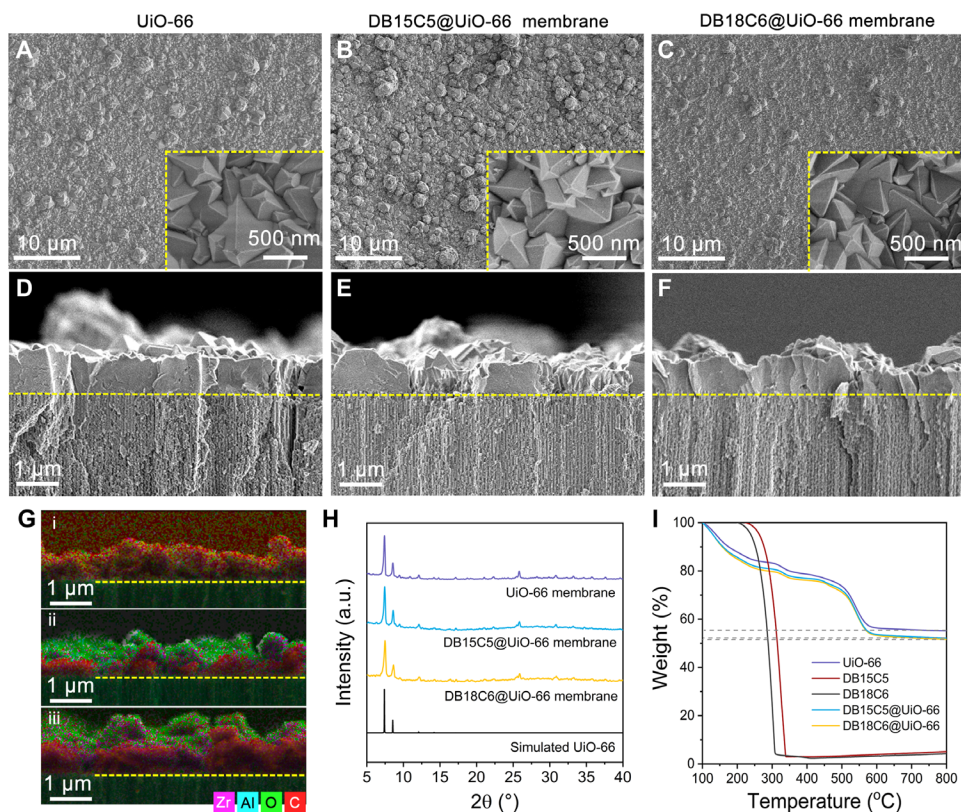 UiO-66
DB15C5@UiO-66 membrane
DB18C6@UiO-66 membrane
A
10 μm
500 nm
B
10 μm
500 nm
C
10 μm
500 nm
D
1 μm
E
1 μm
F
1 μm
G
i
1 μm
ii
1 μm
iii
1 μm
Zr Al O C
H
Intensity (a.u.)
UiO-66 membrane
DB15C5@UiO-66 membrane
DB18C6@UiO-66 membrane
Simulated UiO-66
5 10 15 20 25 30 35 40
2θ (°)
I
Weight (%)
100
80
60
40
20
0
UiO-66
DB15C5
DB18C6
DB15C5@UiO-66
DB18C6@UiO-66
100 200 300 400 500 600 700 800
Temperature (°C)